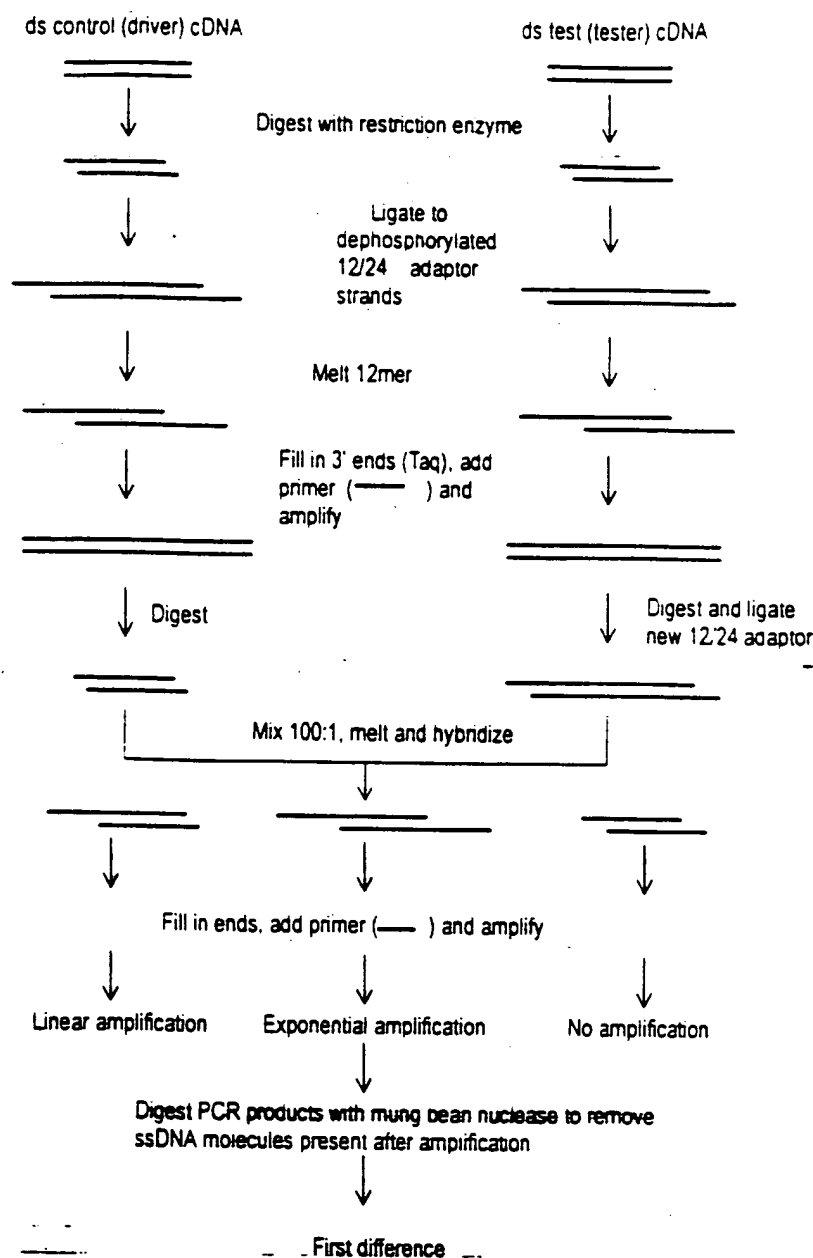 ds control (driver) cDNA
ds test (tester) cDNA
Digest with restriction enzyme
Ligate to
dephosphorylated
12/24 adaptor
strands
Melt 12mer
Fill in 3' ends (Taq), add
primer ( ) and
amplify
Digest
Digest and ligate
new 12/24 adaptor
Mix 100:1, melt and hybridize
Fill in ends, add primer ( ) and amplify
Linear amplification
Exponential amplification
No amplification
Digest PCR products with mung bean nuclease to remove
ssDNA molecules present after amplification
First difference